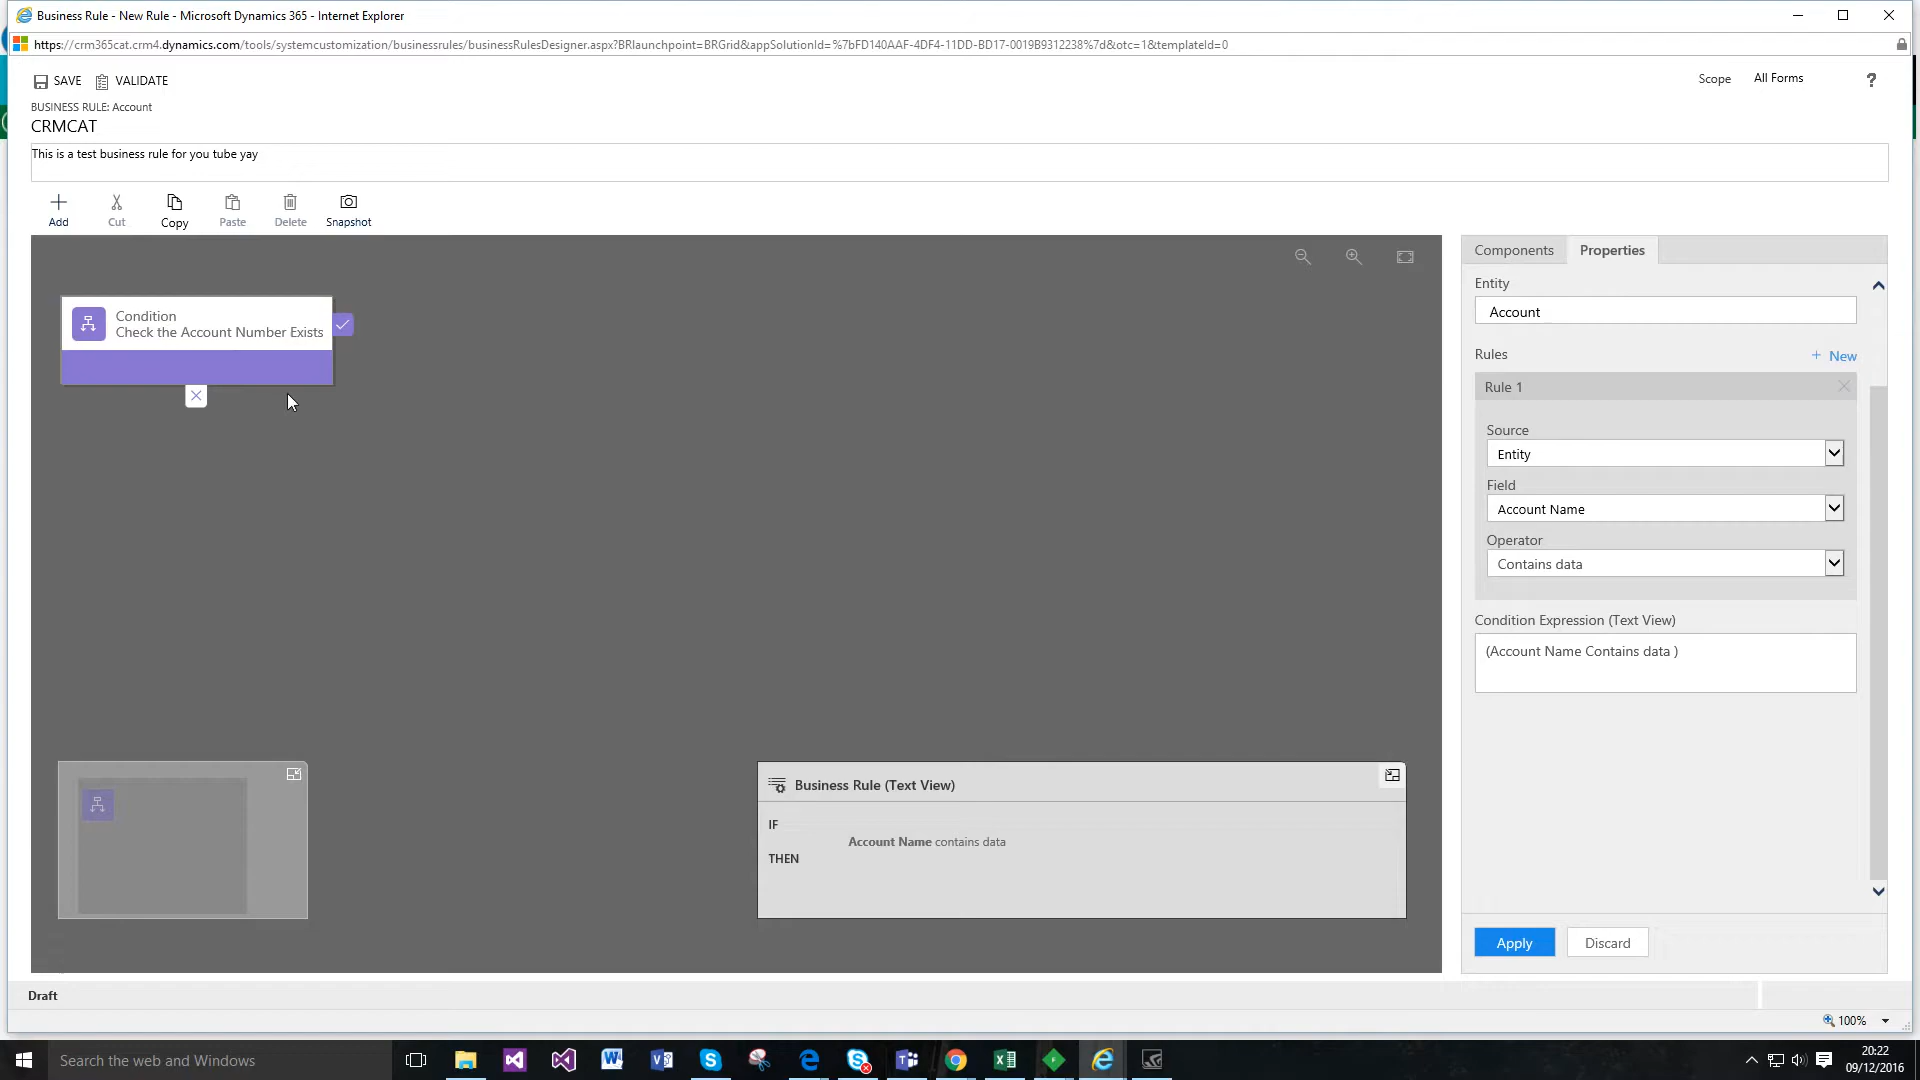 Business Rule - New Rule - Microsoft Dynamics 365 - Internet Explorer
https://crm365cat.crm4.dynamics.com/tools/systemcustomization/businessrules/businessRulesDesigner.aspx?BRlaunchpoint=BRGrid&appSolutionId=%7bFD140AAF-4DF4-11DD-BD17-0019B9312238%7d&otc=1&templateId=0
SAVE VALIDATE Scope All Forms ?
BUSINESS RULE: Account
CRMCAT
This is a test business rule for you tube yay
Add Cut Copy Paste Delete Snapshot
Components Properties
Entity
Account
Condition
Check the Account Number Exists
Rules + New
Rule 1
Source
Entity
Field
Account Name
Operator
Contains data
Condition Expression (Text View)
(Account Name Contains data )
Business Rule (Text View)
IF
Account Name contains data
THEN
Apply Discard
Draft
100%
Search the web and Windows
20:22
09/12/2016